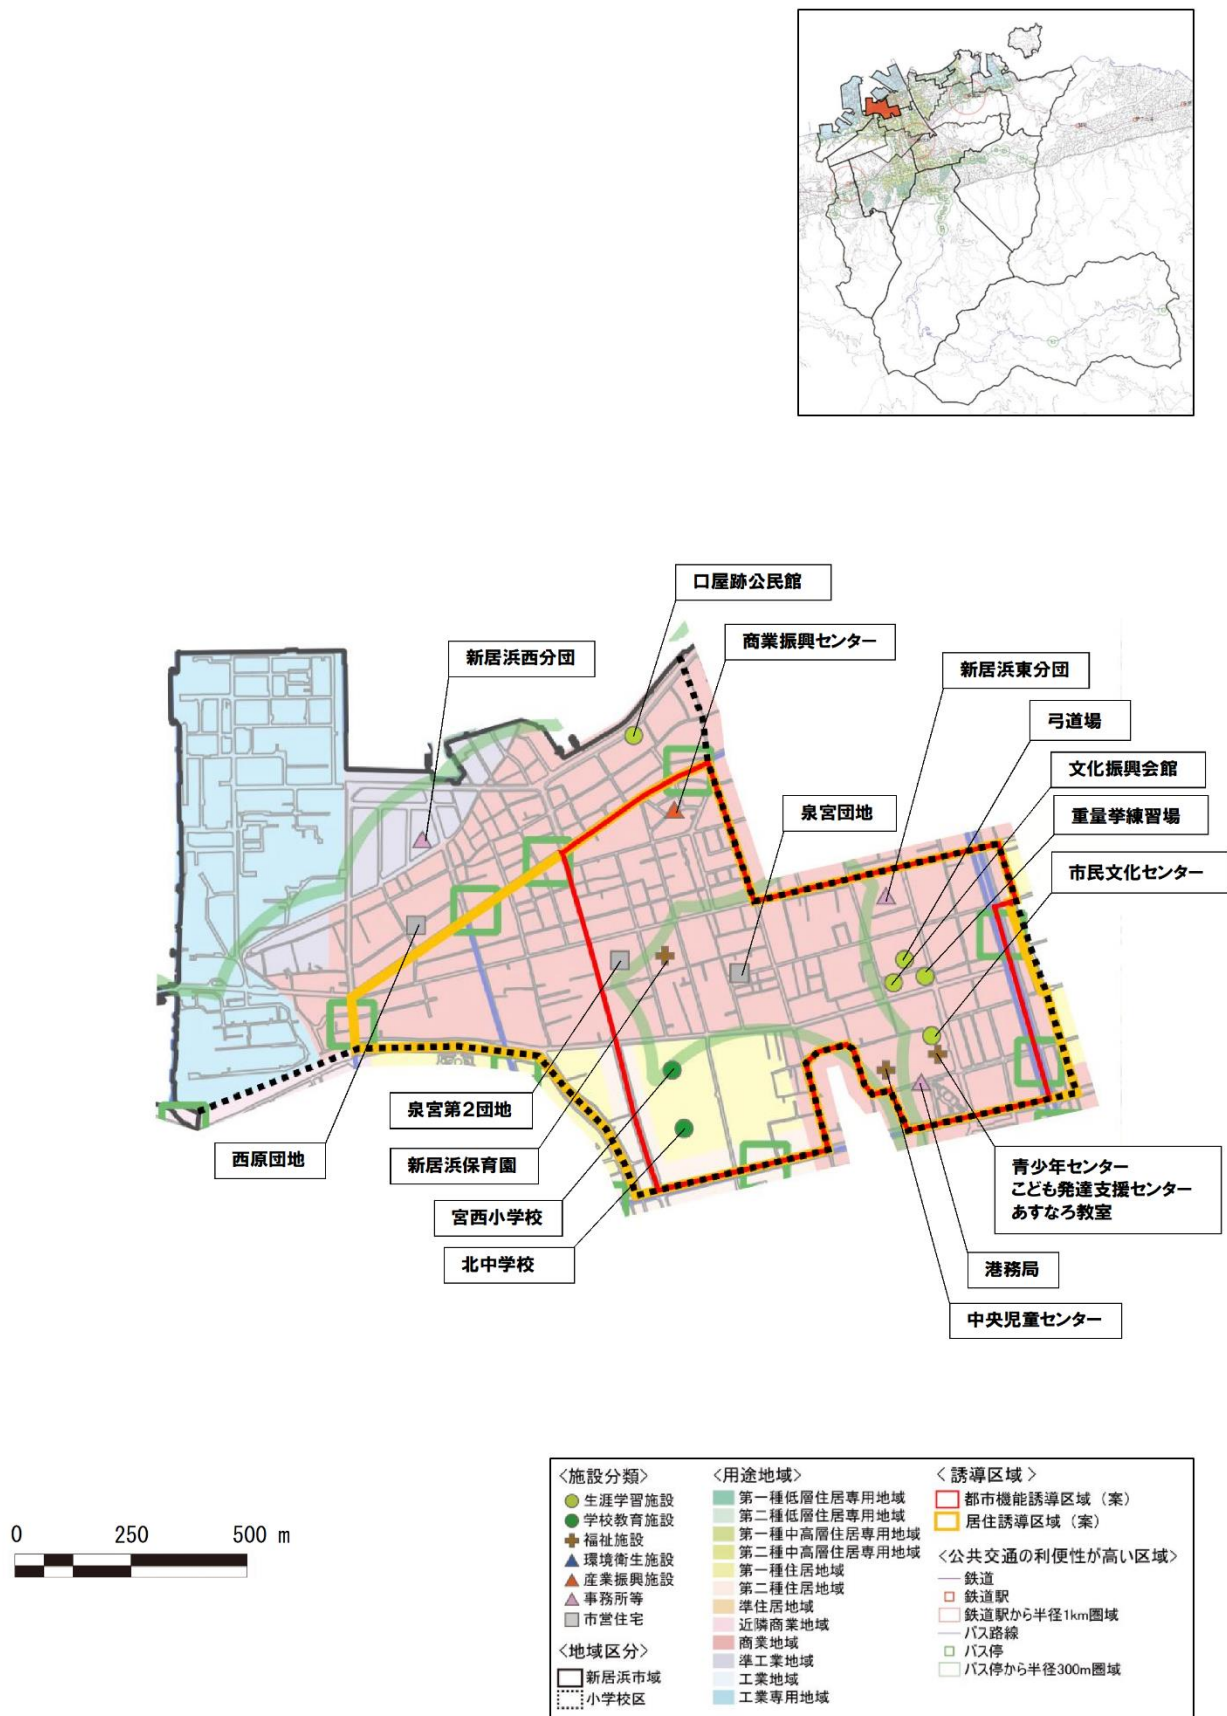 口屋跡公民館
商業振興センター
新居浜西分団
新居浜東分団
弓道場
文化振興会館
泉宮団地
重量挙練習場
市民文化センター
泉宮第2団地
西原団地
新居浜保育園
青少年センター
こども発達支援センター
あすなろ教室
宮西小学校
北中学校
港務局
中央児童センター
0 250 500 m
<施設分類>
生涯学習施設
学校教育施設
福祉施設
環境衛生施設
産業振興施設
事務所等
市営住宅
<地域区分>
新居浜市域
小学校区
<用途地域>
第一種低層住居専用地域
第二種低層住居専用地域
第一種中高層住居専用地域
第二種中高層住居専用地域
第一種住居地域
第二種住居地域
準住居地域
近隣商業地域
商業地域
準工業地域
工業地域
工業専用地域
<誘導区域>
都市機能誘導区域（案）
居住誘導区域（案）
<公共交通の利便性が高い区域>
鉄道
鉄道駅
鉄道駅から半径1km圏域
バス路線
バス停
バス停から半径300m圏域